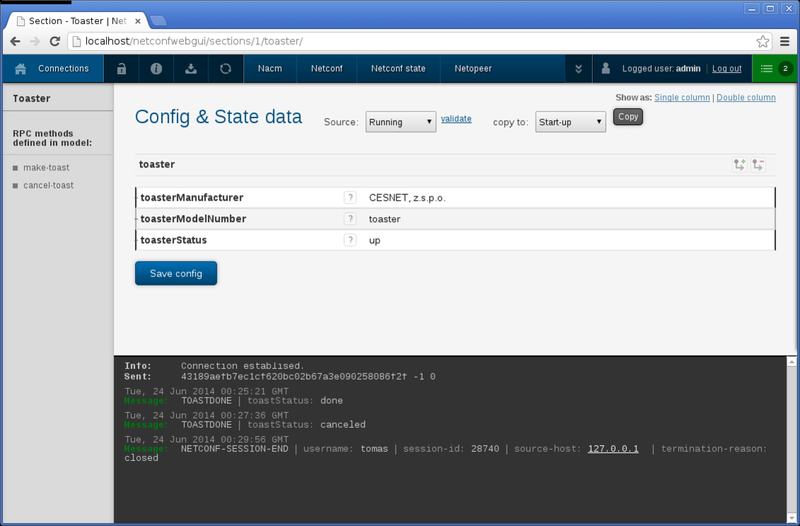 Section - Toaster | Net
localhost/netconfwebgui/sections/1/toaster/
Connections Nacm Netconf Netconf state Netopeer Logged user: admin | Log out 2
Toaster
RPC methods
defined in model:
make-toast
cancel-toast
Show as: Single column | Double column
Config & State data Source: Running validate copy to: Start-up Copy
toaster
toasterManufacturer ? CESNET, z.s.p.o.
toasterModelNumber ? toaster
toasterStatus ? up
Save config
Info: Connection establised.
Sent: 43189aefb7ec1cf620bc02b67a3e090258086f2f -1 0
Tue, 24 Jun 2014 00:25:21 GMT
Message: TOASTDONE | toastStatus: done
Tue, 24 Jun 2014 00:27:36 GMT
Message: TOASTDONE | toastStatus: canceled
Tue, 24 Jun 2014 00:29:56 GMT
Message: NETCONF-SESSION-END | username: tomas | session-id: 28740 | source-host: 127.0.0.1 | termination-reason:
closed